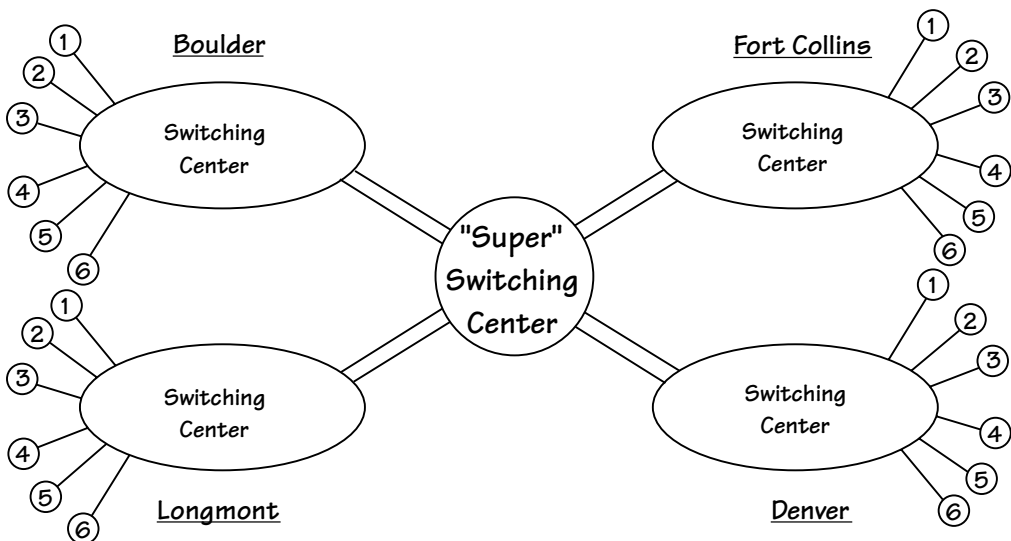 Boulder
1
2
3
4
5
6
Switching
Center
Fort Collins
1
2
3
4
5
6
Switching
Center
"Super"
Switching
Center
1
2
3
4
5
6
Switching
Center
Longmont
1
2
3
4
5
6
Switching
Center
Denver